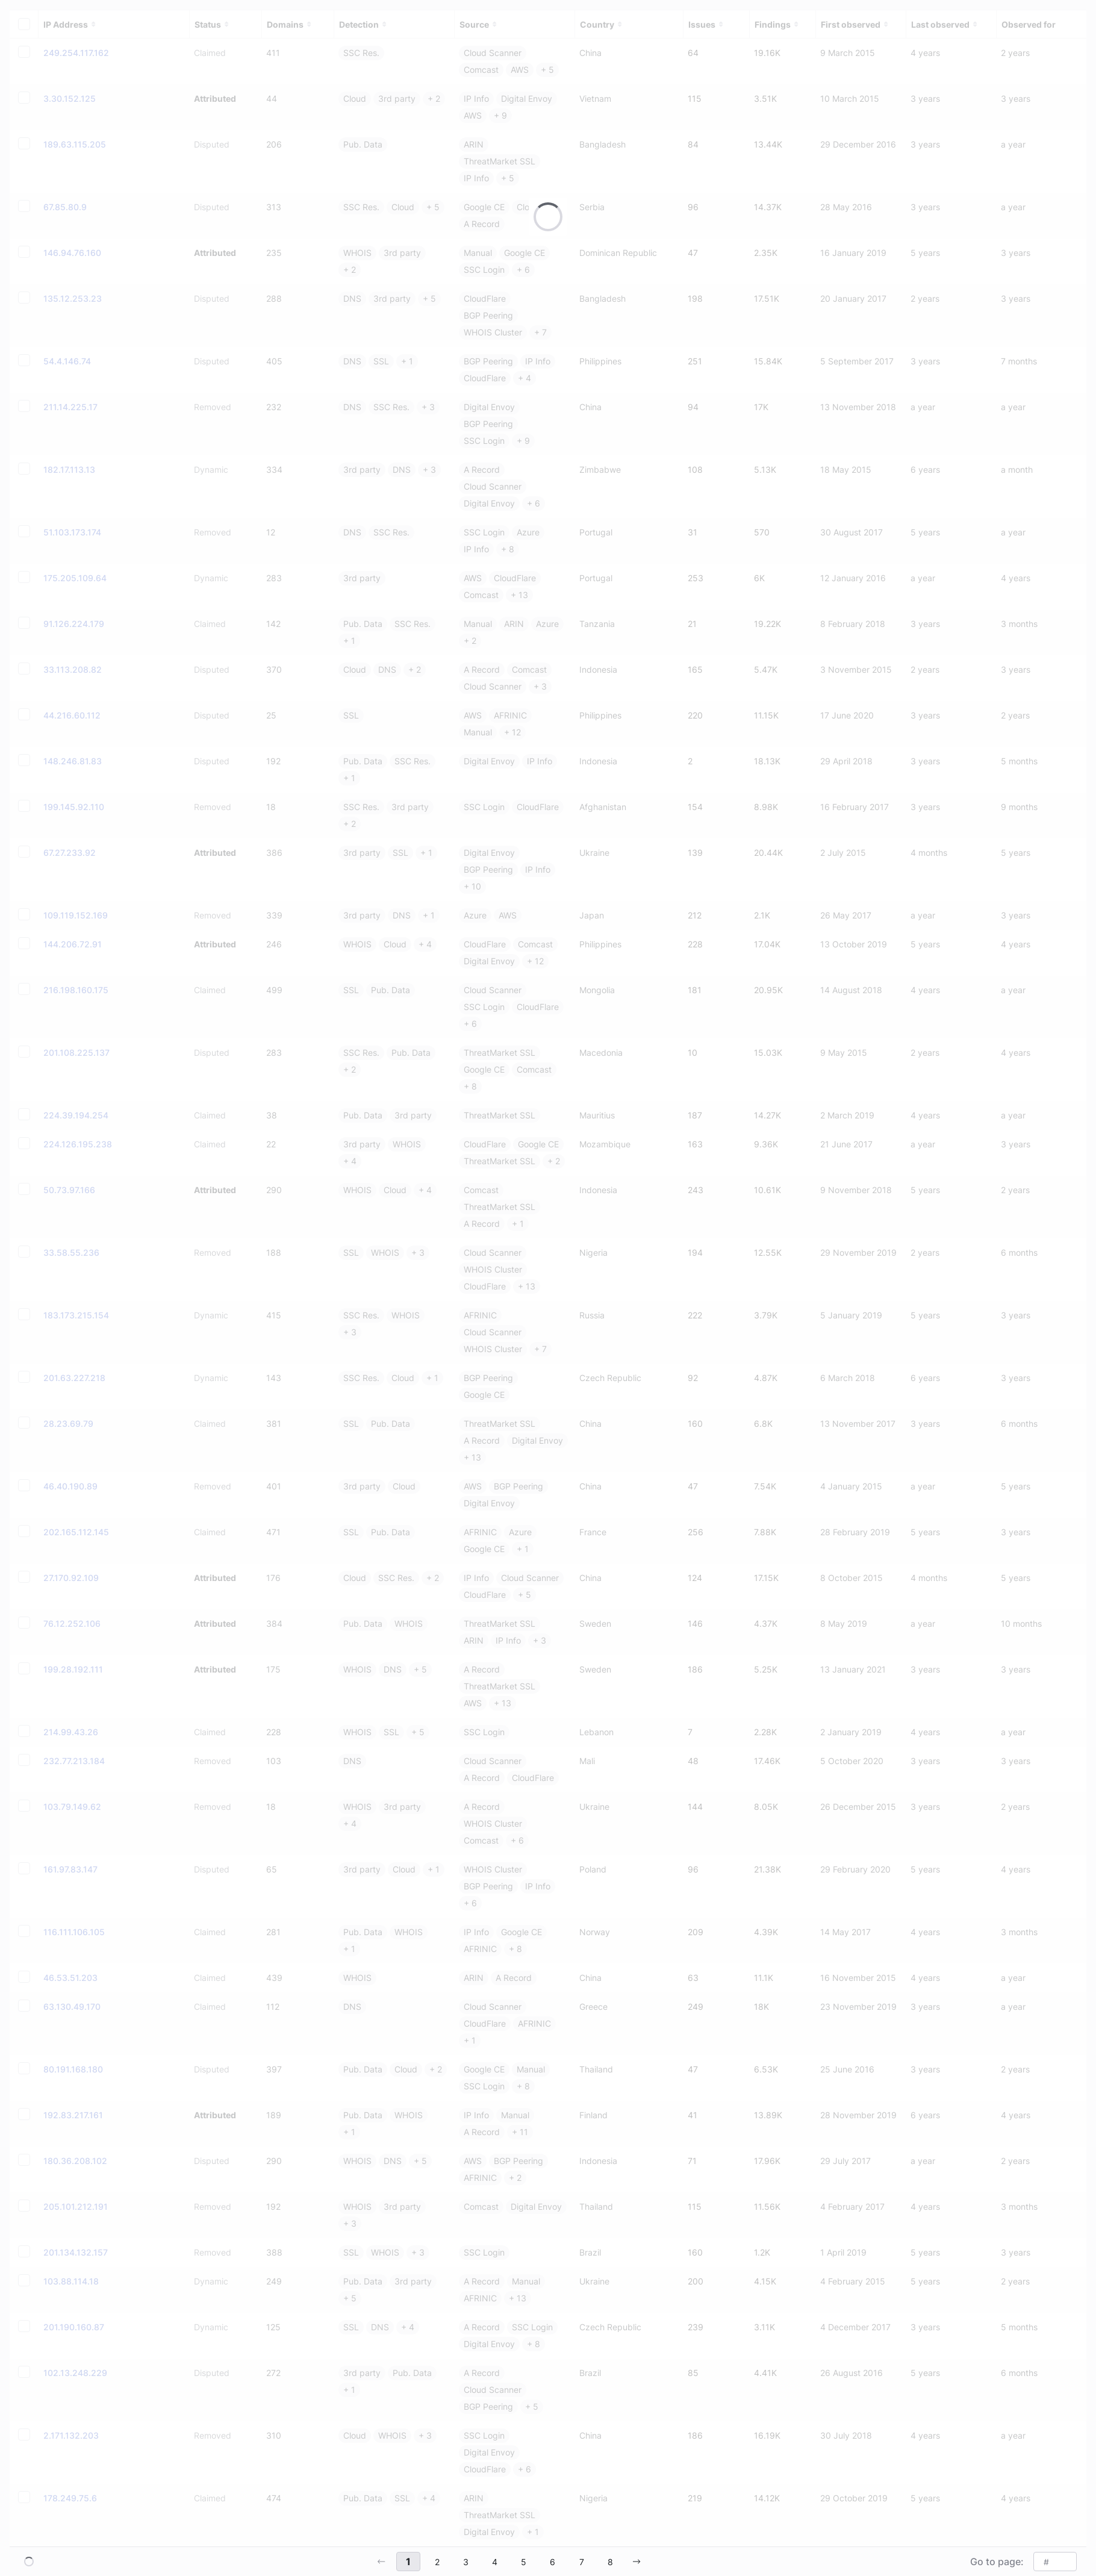 IP Address Status Domains Detection Source Country Issues Findings First observed Last observed Observed for
249.254.117.162 Claimed 411 SSC Res. Cloud Scanner China 64 19.16K 9 March 2015 4 years 2 years
Comcast AWS + 5
3.30.152.125 Attributed 44 Cloud 3rd party + 2 IP Info Digital Envoy Vietnam 115 3.51K 10 March 2015 3 years 3 years
AWS + 9
189.63.115.205 Disputed 206 Pub. Data ARIN Bangladesh 84 13.44K 29 December 2016 3 years a year
ThreatMarket SSL
IP Info + 5
67.85.80.9 Disputed 313 SSC Res. Cloud + 5 Google CE Clo Serbia 96 14.37K 28 May 2016 3 years a year
A Record
146.94.76.160 Attributed 235 WHOIS 3rd party Manual Google CE Dominican Republic 47 2.35K 16 January 2019 5 years 3 years
+ 2 SSC Login + 6
135.12.253.23 Disputed 288 DNS 3rd party + 5 CloudFlare Bangladesh 198 17.51K 20 January 2017 2 years 3 years
BGP Peering
WHOIS Cluster + 7
54.4.146.74 Disputed 405 DNS SSL + 1 BGP Peering IP Info Philippines 251 15.84K 5 September 2017 3 years 7 months
CloudFlare + 4
211.14.225.17 Removed 232 DNS SSC Res. + 3 Digital Envoy China 94 17K 13 November 2018 a year a year
BGP Peering
SSC Login + 9
182.17.113.13 Dynamic 334 3rd party DNS + 3 A Record Zimbabwe 108 5.13K 18 May 2015 6 years a month
Cloud Scanner
Digital Envoy + 6
51.103.173.174 Removed 12 DNS SSC Res. SSC Login Azure Portugal 31 570 30 August 2017 5 years a year
IP Info + 8
175.205.109.64 Dynamic 283 3rd party AWS CloudFlare Portugal 253 6K 12 January 2016 a year 4 years
Comcast + 13
91.126.224.179 Claimed 142 Pub. Data SSC Res. Manual ARIN Azure Tanzania 21 19.22K 8 February 2018 3 years 3 months
+ 1 + 2
33.113.208.82 Disputed 370 Cloud DNS + 2 A Record Comcast Indonesia 165 5.47K 3 November 2015 2 years 3 years
Cloud Scanner + 3
44.216.60.112 Disputed 25 SSL AWS AFRINIC Philippines 220 11.15K 17 June 2020 3 years 2 years
Manual + 12
148.246.81.83 Disputed 192 Pub. Data SSC Res. Digital Envoy IP Info Indonesia 2 18.13K 29 April 2018 3 years 5 months
+ 1
199.145.92.110 Removed 18 SSC Res. 3rd party SSC Login CloudFlare Afghanistan 154 8.98K 16 February 2017 3 years 9 months
+ 2
67.27.233.92 Attributed 386 3rd party SSL + 1 Digital Envoy Ukraine 139 20.44K 2 July 2015 4 months 5 years
BGP Peering IP Info
+ 10
109.119.152.169 Removed 339 3rd party DNS + 1 Azure AWS Japan 212 2.1K 26 May 2017 a year 3 years
144.206.72.91 Attributed 246 WHOIS Cloud + 4 CloudFlare Comcast Philippines 228 17.04K 13 October 2019 5 years 4 years
Digital Envoy + 12
216.198.160.175 Claimed 499 SSL Pub. Data Cloud Scanner Mongolia 181 20.95K 14 August 2018 4 years a year
SSC Login CloudFlare
+ 6
201.108.225.137 Disputed 283 SSC Res. Pub. Data ThreatMarket SSL Macedonia 10 15.03K 9 May 2015 2 years 4 years
+ 2 Google CE Comcast
+ 8
224.39.194.254 Claimed 38 Pub. Data 3rd party ThreatMarket SSL Mauritius 187 14.27K 2 March 2019 4 years a year
224.126.195.238 Claimed 22 3rd party WHOIS CloudFlare Google CE Mozambique 163 9.36K 21 June 2017 a year 3 years
+ 4 ThreatMarket SSL + 2
50.73.97.166 Attributed 290 WHOIS Cloud + 4 Comcast Indonesia 243 10.61K 9 November 2018 5 years 2 years
ThreatMarket SSL
A Record + 1
33.58.55.236 Removed 188 SSL WHOIS + 3 Cloud Scanner Nigeria 194 12.55K 29 November 2019 2 years 6 months
WHOIS Cluster
CloudFlare + 13
183.173.215.154 Dynamic 415 SSC Res. WHOIS AFRINIC Russia 222 3.79K 5 January 2019 5 years 3 years
+ 3 Cloud Scanner
WHOIS Cluster + 7
201.63.227.218 Dynamic 143 SSC Res. Cloud + 1 BGP Peering Czech Republic 92 4.87K 6 March 2018 6 years 3 years
Google CE
28.23.69.79 Claimed 381 SSL Pub. Data ThreatMarket SSL China 160 6.8K 13 November 2017 3 years 6 months
A Record Digital Envoy
+ 13
46.40.190.89 Removed 401 3rd party Cloud AWS BGP Peering China 47 7.54K 4 January 2015 a year 5 years
Digital Envoy
202.165.112.145 Claimed 471 SSL Pub. Data AFRINIC Azure France 256 7.88K 28 February 2019 5 years 3 years
Google CE + 1
27.170.92.109 Attributed 176 Cloud SSC Res. + 2 IP Info Cloud Scanner China 124 17.15K 8 October 2015 4 months 5 years
CloudFlare + 5
76.12.252.106 Attributed 384 Pub. Data WHOIS ThreatMarket SSL Sweden 146 4.37K 8 May 2019 a year 10 months
ARIN IP Info + 3
199.28.192.111 Attributed 175 WHOIS DNS + 5 A Record Sweden 186 5.25K 13 January 2021 3 years 3 years
ThreatMarket SSL
AWS + 13
214.99.43.26 Claimed 228 WHOIS SSL + 5 SSC Login Lebanon 7 2.28K 2 January 2019 4 years a year
232.77.213.184 Removed 103 DNS Cloud Scanner Mali 48 17.46K 5 October 2020 3 years 3 years
A Record CloudFlare
103.79.149.62 Removed 18 WHOIS 3rd party A Record Ukraine 144 8.05K 26 December 2015 3 years 2 years
+ 4 WHOIS Cluster
Comcast + 6
161.97.83.147 Disputed 65 3rd party Cloud + 1 WHOIS Cluster Poland 96 21.38K 29 February 2020 5 years 4 years
BGP Peering IP Info
+ 6
116.111.106.105 Claimed 281 Pub. Data WHOIS IP Info Google CE Norway 209 4.39K 14 May 2017 4 years 3 months
+ 1 AFRINIC + 8
46.53.51.203 Claimed 439 WHOIS ARIN A Record China 63 11.1K 16 November 2015 4 years a year
63.130.49.170 Claimed 112 DNS Cloud Scanner Greece 249 18K 23 November 2019 3 years a year
CloudFlare AFRINIC
+ 1
80.191.168.180 Disputed 397 Pub. Data Cloud + 2 Google CE Manual Thailand 47 6.53K 25 June 2016 3 years 2 years
SSC Login + 8
192.83.217.161 Attributed 189 Pub. Data WHOIS IP Info Manual Finland 41 13.89K 28 November 2019 6 years 4 years
+ 1 A Record + 11
180.36.208.102 Disputed 290 WHOIS DNS + 5 AWS BGP Peering Indonesia 71 17.96K 29 July 2017 a year 2 years
AFRINIC + 2
205.101.212.191 Removed 192 WHOIS 3rd party Comcast Digital Envoy Thailand 115 11.56K 4 February 2017 4 years 3 months
+ 3
201.134.132.157 Removed 388 SSL WHOIS + 3 SSC Login Brazil 160 1.2K 1 April 2019 5 years 3 years
103.88.114.16 Dynamic 249 Pub. Data 3rd party A Record Manual Ukraine 200 4.15K 4 February 2015 5 years 2 years
+ 5 AFRINIC + 13
201.190.160.87 Dynamic 125 SSL DNS + 4 A Record SSC Login Czech Republic 239 3.11K 4 December 2017 3 years 5 months
Digital Envoy + 8
102.13.248.229 Disputed 272 3rd party Pub. Data A Record Brazil 85 4.41K 26 August 2016 5 years 6 months
+ 1 Cloud Scanner
BGP Peering + 5
2.171.132.203 Removed 310 Cloud WHOIS + 3 SSC Login China 186 16.19K 30 July 2018 4 years a year
Digital Envoy
CloudFlare + 6
178.249.75.6 Claimed 474 Pub. Data SSL + 4 ARIN Nigeria 219 14.12K 29 October 2019 5 years 4 years
ThreatMarket SSL
Digital Envoy + 1
← 1 2 3 4 5 6 7 8 → Go to page: #